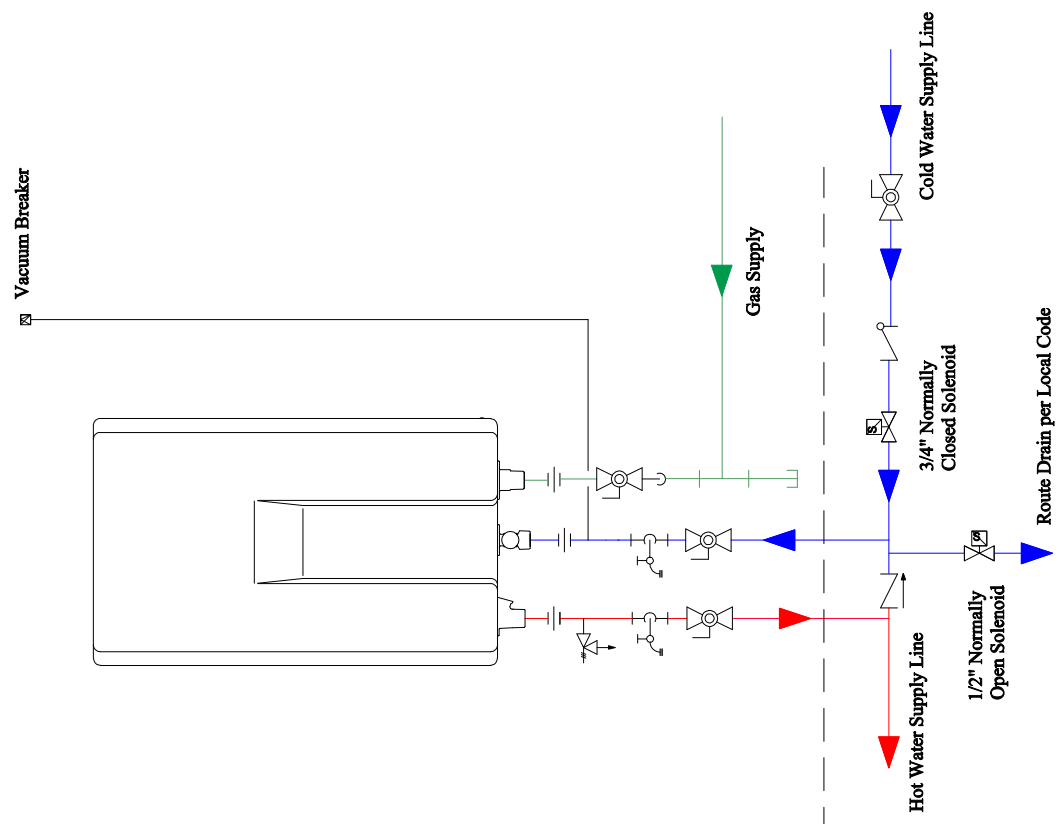 Vacuum Breaker
Cold Water Supply Line
Gas Supply
3/4" Normally
Closed Solenoid
S
Route Drain per Local Code
S
1/2" Normally
Open Solenoid
Hot Water Supply Line